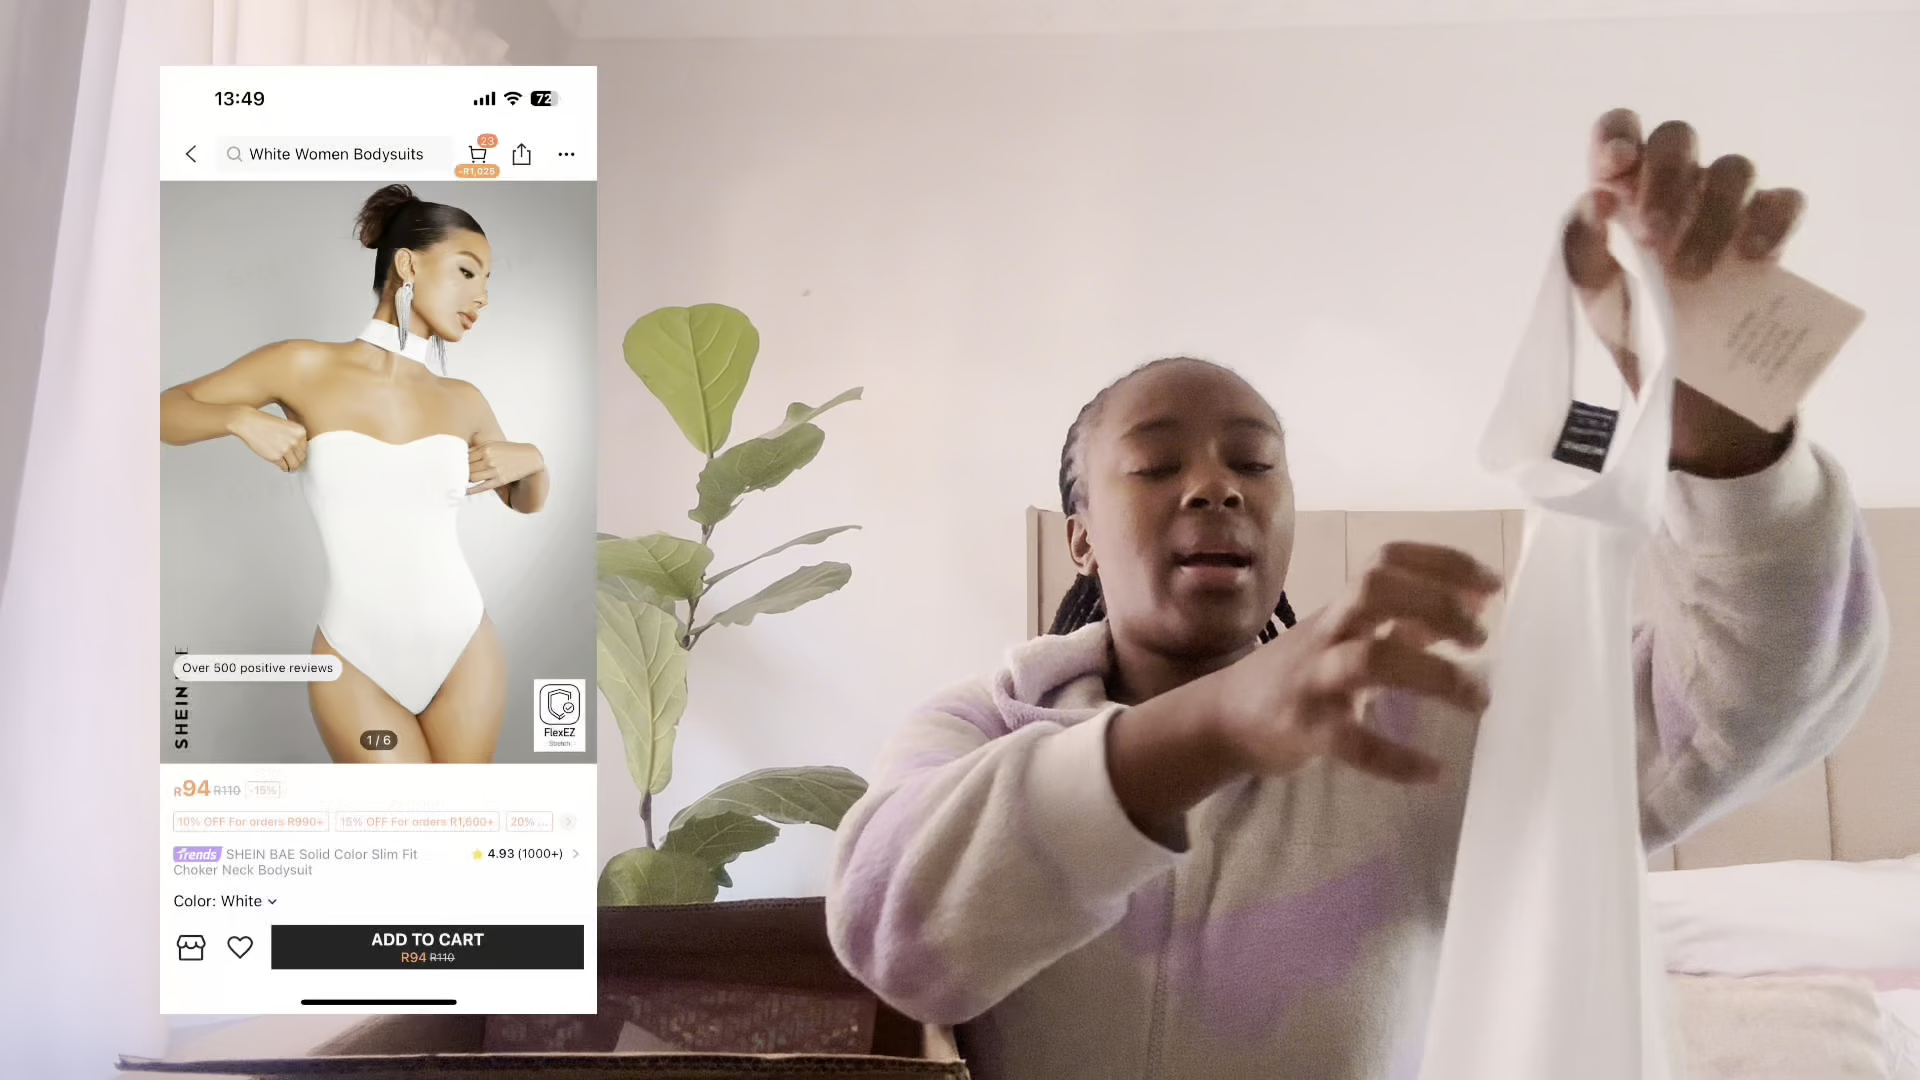 13:49
72
White Women Bodysuits
23
-R1,025
SHEIN
Over 500 positive reviews
1/6
FlexEZ
Stretch
R94 R110 -15%
10% OFF For orders R990+
15% OFF For orders R1,600+
20% ...
Trends SHEIN BAE Solid Color Slim Fit
Choker Neck Bodysuit
4.93 (1000+)
Color: White
ADD TO CART
R94 R110